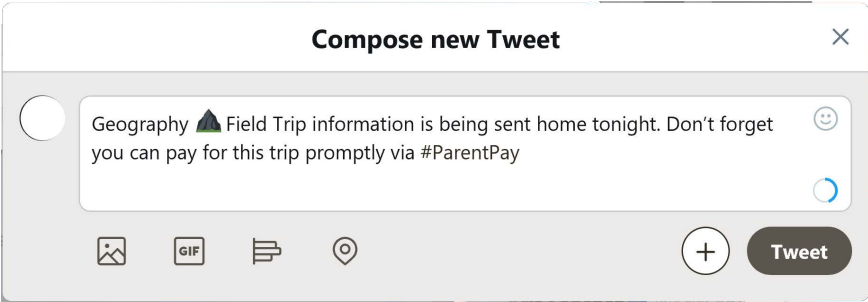 Compose new Tweet
Geography ⛰ Field Trip information is being sent home tonight. Don't forget
you can pay for this trip promptly via #ParentPay
GIF
Tweet